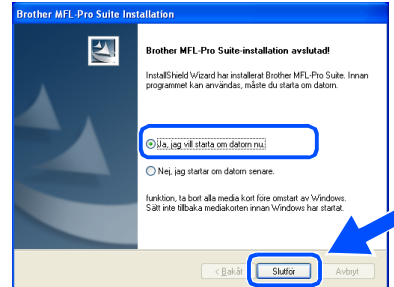 Brother MFL-Pro Suite Installation
Brother MFL-Pro Suite-installation avslutad!
InstallShield Wizard har installerat Brother MFL-Pro Suite. Innan
programmet kan användas, måste du starta om datorn.
Ja, jag vill starta om datorn nu.
Nej, jag startar om datorn senare.
funktion, ta bort alla media kort före omstart av Windows.
Sätt inte tillbaka mediakorten innan Windows har startat.
< Bakåt Slutför Avbryt